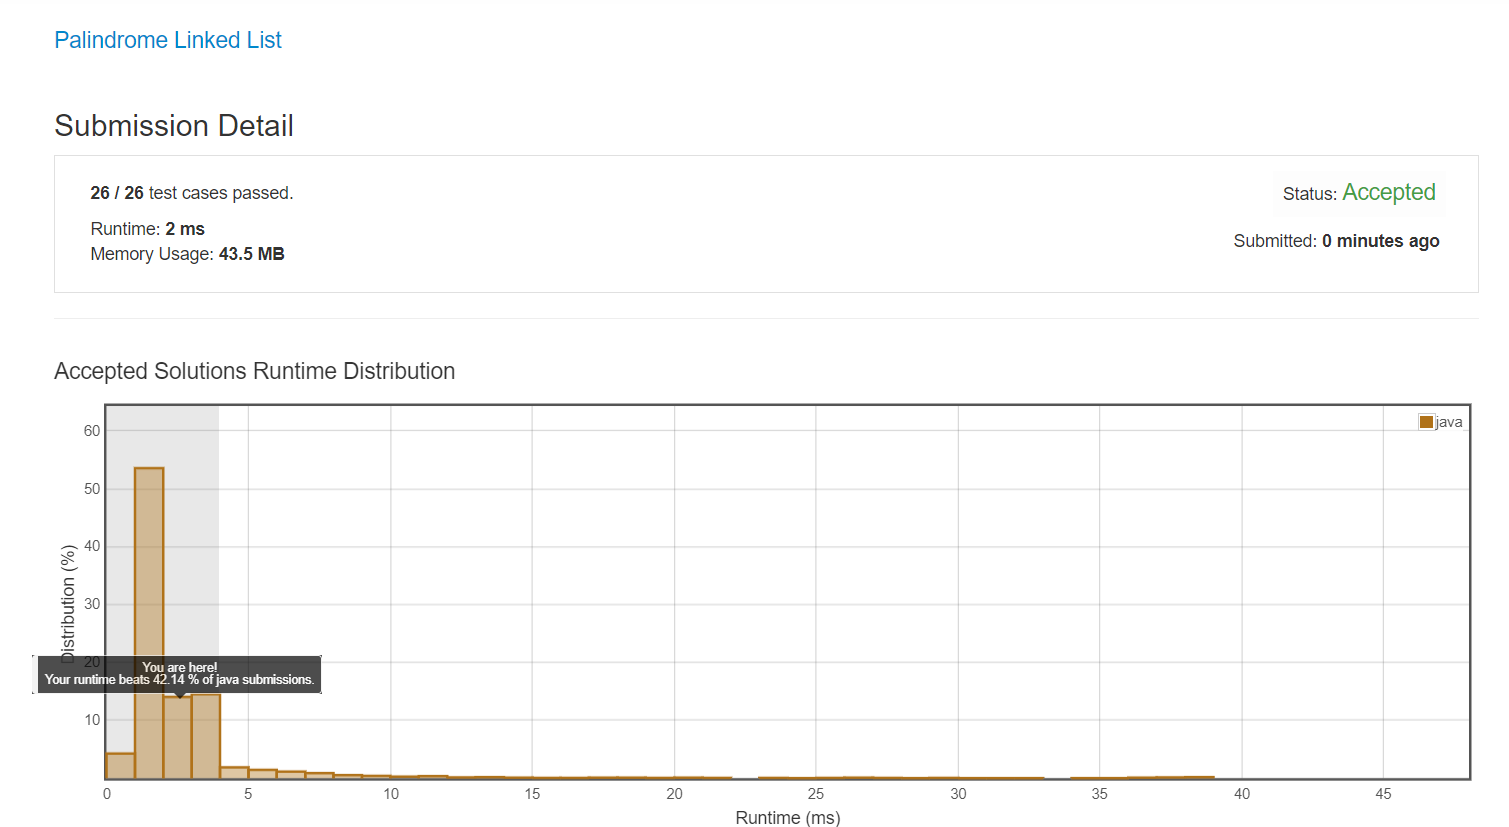 Palindrome Linked List
Submission Detail
26 / 26 test cases passed.
Status: Accepted
Runtime: 2 ms
Submitted: 0 minutes ago
Memory Usage: 43.5 MB
Accepted Solutions Runtime Distribution
java
60
50
40
30
20
10
Distribution (%)
You are here!
Your runtime beats 42.14 % of java submissions.
0 5 10 15 20 25 30 35 40 45
Runtime (ms)